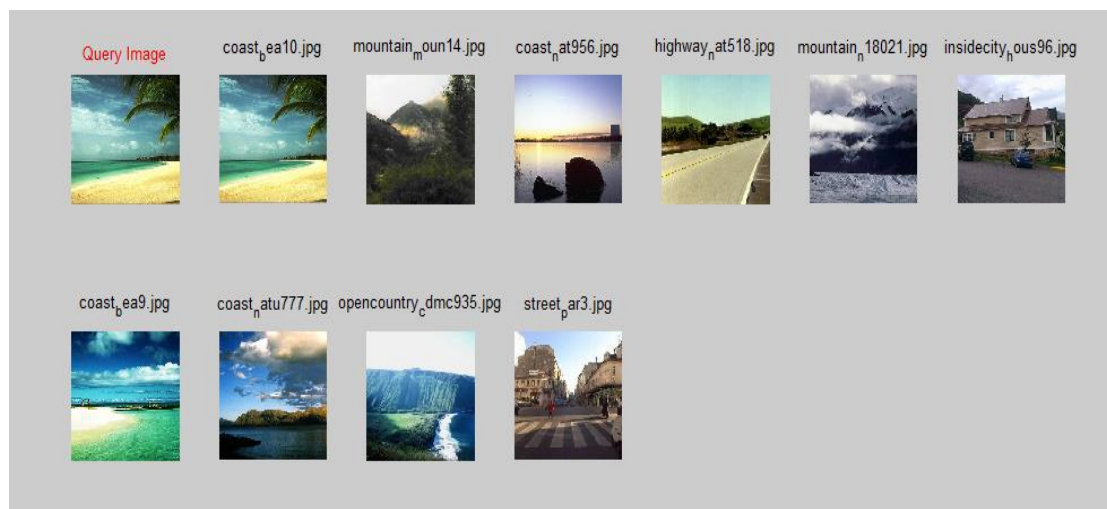 Query Image
coast_bea10.jpg
mountain_moun14.jpg
coast_nat956.jpg
highway_nat518.jpg
mountain_n18021.jpg
insidecity_hous96.jpg
coast_bea9.jpg
coast_natu777.jpg
opencountry_cdmc935.jpg
street_par3.jpg